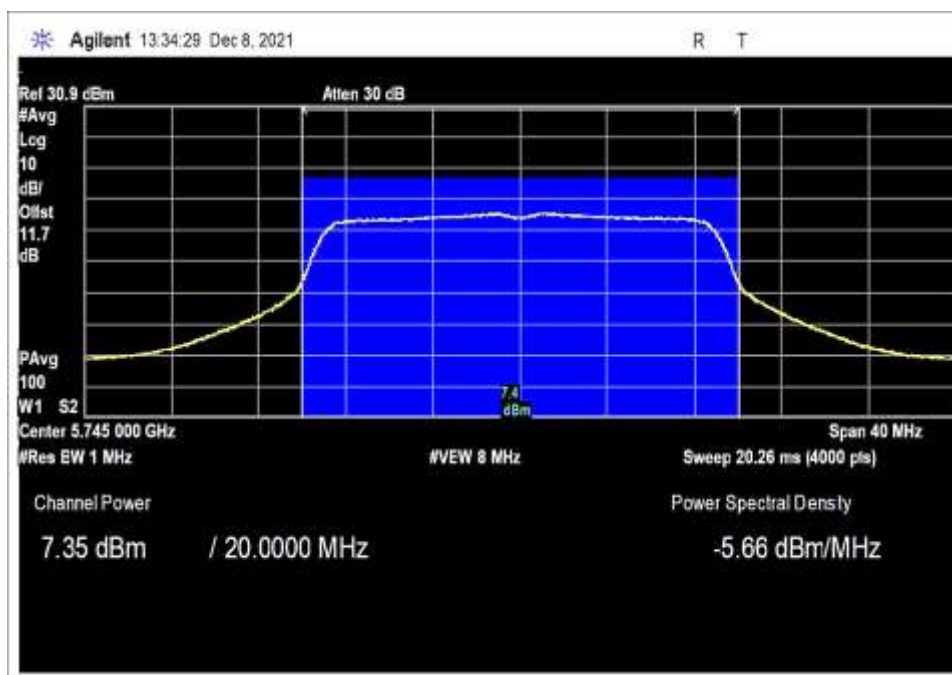 Agilent 13:34:29 Dec 8, 2021 R T
Ref 30.9 dBm Atten 30 dB
#Avg
Log
10
dB/
Offst
11.7
dB
PAvg
100
W1 S2
7.4
dBm
Center 5.745 000 GHz Span 40 MHz
#Res BW 1 MHz #VBW 8 MHz Sweep 20.26 ms (4000 pts)
Channel Power Power Spectral Density
7.35 dBm / 20.0000 MHz -5.66 dBm/MHz